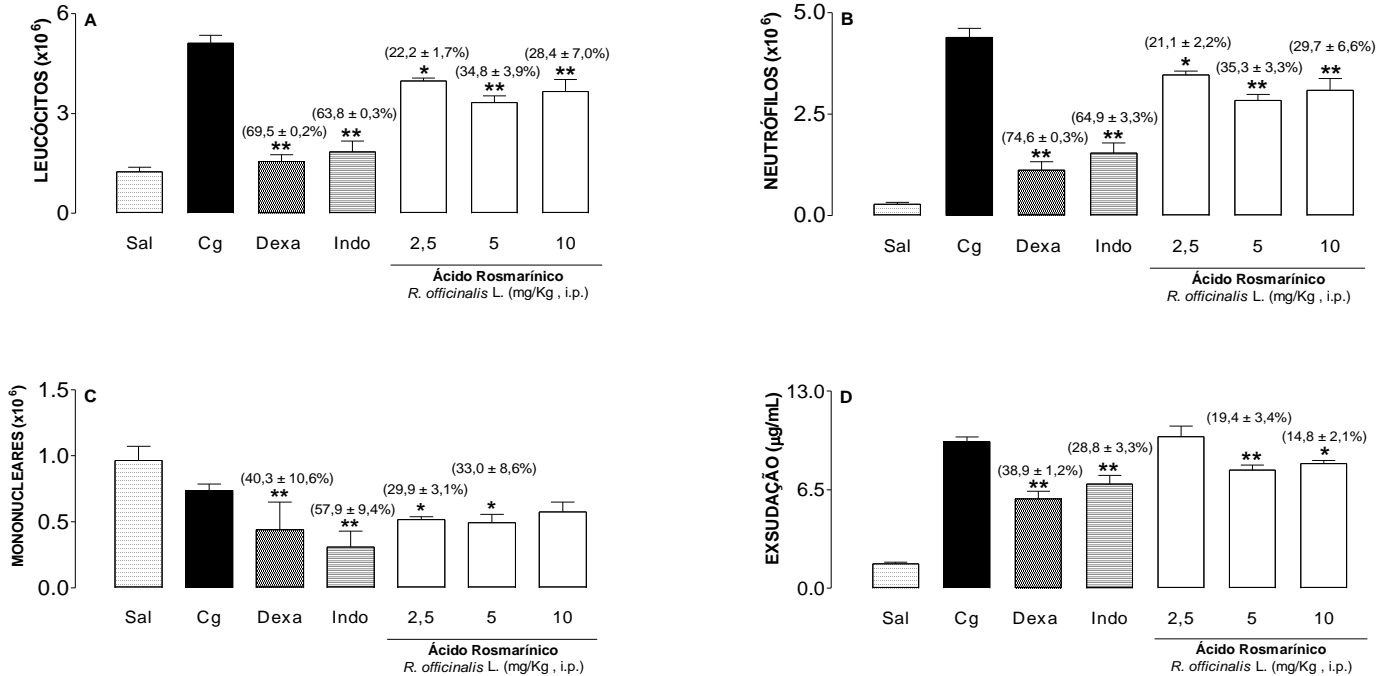 A
LEUCÓCITOS (x10⁶)
6
3
0
(69,5 ± 0,2%)
**
(63,8 ± 0,3%)
**
(22,2 ± 1,7%)
*
(34,8 ± 3,9%)
**
(28,4 ± 7,0%)
**
Sal Cg Dexa Indo 2,5 5 10
Ácido Rosmarínico
R. officinalis L. (mg/Kg , i.p.)
B
NEUTRÓFILOS (x10⁶)
5.0
2.5
0.0
(74,6 ± 0,3%)
**
(64,9 ± 3,3%)
**
(21,1 ± 2,2%)
*
(35,3 ± 3,3%)
**
(29,7 ± 6,6%)
**
Sal Cg Dexa Indo 2,5 5 10
Ácido Rosmarínico
R. officinalis L. (mg/Kg , i.p.)
C
MONONUCLEARES (x10⁶)
1.5
1.0
0.5
0.0
(40,3 ± 10,6%)
**
(57,9 ± 9,4%)
**
(29,9 ± 3,1%)
*
(33,0 ± 8,6%)
*
Sal Cg Dexa Indo 2,5 5 10
Ácido Rosmarínico
R. officinalis L. (mg/Kg , i.p.)
D
EXSUDAÇÃO (µg/mL)
13.0
6.5
0.0
(38,9 ± 1,2%)
**
(28,8 ± 3,3%)
**
(19,4 ± 3,4%)
**
(14,8 ± 2,1%)
*
Sal Cg Dexa Indo 2,5 5 10
Ácido Rosmarínico
R. officinalis L. (mg/Kg , i.p.)